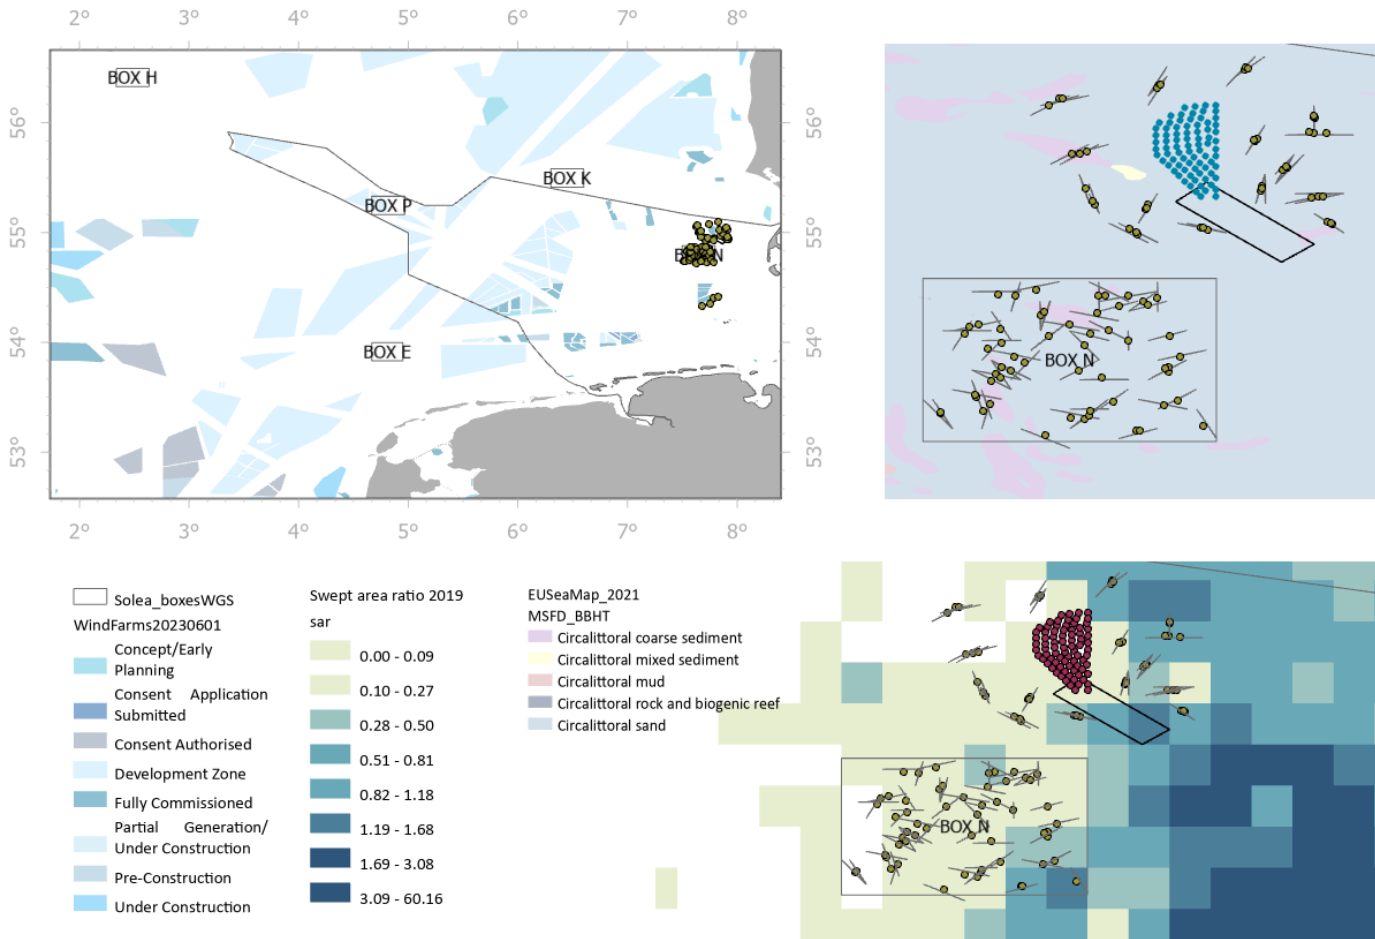 2° 3° 4° 5° 6° 7° 8°
BOX H
56° 56°
BOX K
BOX P
55° 55°
BOX N
54° 54°
BOX E
BOX N
53° 53°
2° 3° 4° 5° 6° 7° 8°
Solea_boxesWGS
WindFarms20230601
Concept/Early
Planning
Consent Application
Submitted
Consent Authorised
Development Zone
Fully Commissioned
Partial Generation/
Under Construction
Pre-Construction
Under Construction
Swept area ratio 2019
sar
0.00 - 0.09
0.10 - 0.27
0.28 - 0.50
0.51 - 0.81
0.82 - 1.18
1.19 - 1.68
1.69 - 3.08
3.09 - 60.16
EUSeaMap_2021
MSFD_BBHT
Circalittoral coarse sediment
Circalittoral mixed sediment
Circalittoral mud
Circalittoral rock and biogenic reef
Circalittoral sand
BOX N